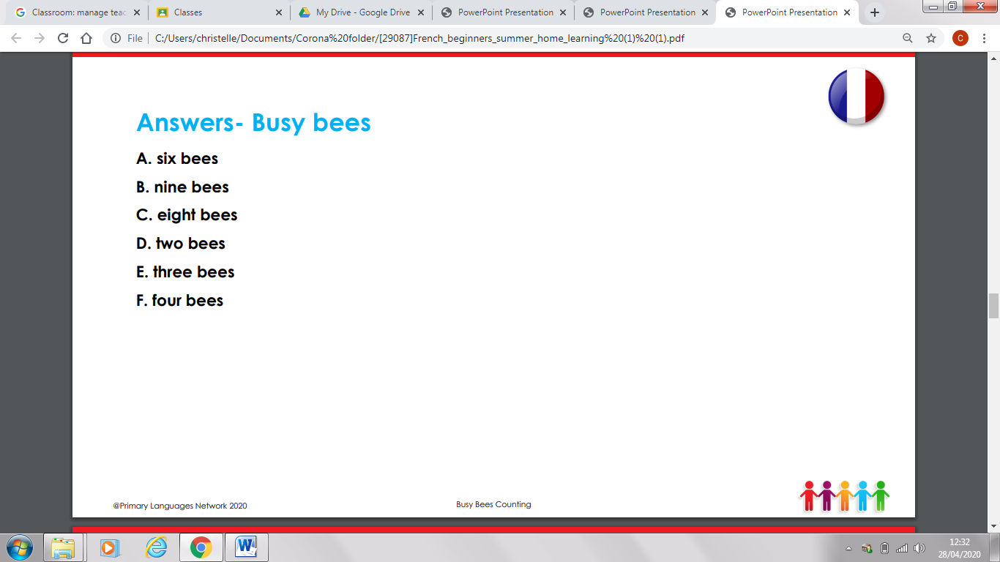 Classroom: manage teac
Classes
My Drive - Google Drive
PowerPoint Presentation
PowerPoint Presentation
PowerPoint Presentation
File
C:/Users/christelle/Documents/Corona%20folder/[29087]French_beginners_summer_home_learning%20(1)%20(1).pdf
C
Answers- Busy bees
A. six bees
B. nine bees
C. eight bees
D. two bees
E. three bees
F. four bees
@Primary Languages Network 2020
Busy Bees Counting
12:32
28/04/2020